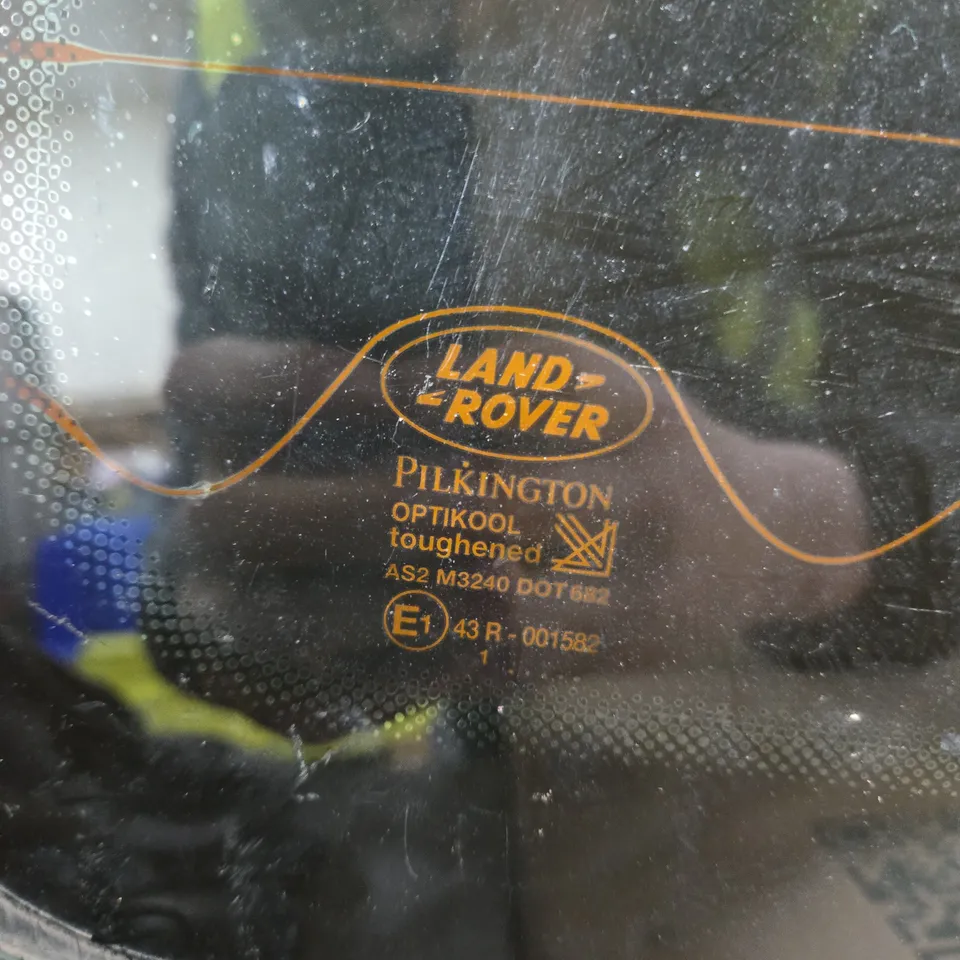 LAND
ROVER
PILKINGTON
OPTIKOOL
toughened
AS2 M3240 DOT 682
E1 43 R - 001582
1